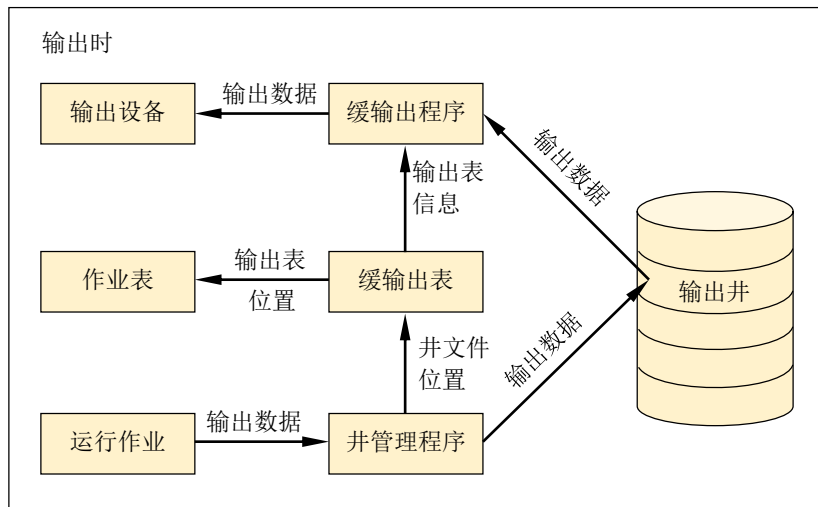 输出时
输出设备
输出数据
缓输出程序
输出数据
输出表
信息
作业表
输出表
位置
缓输出表
输出井
井文件
位置
输出数据
运行作业
输出数据
井管理程序